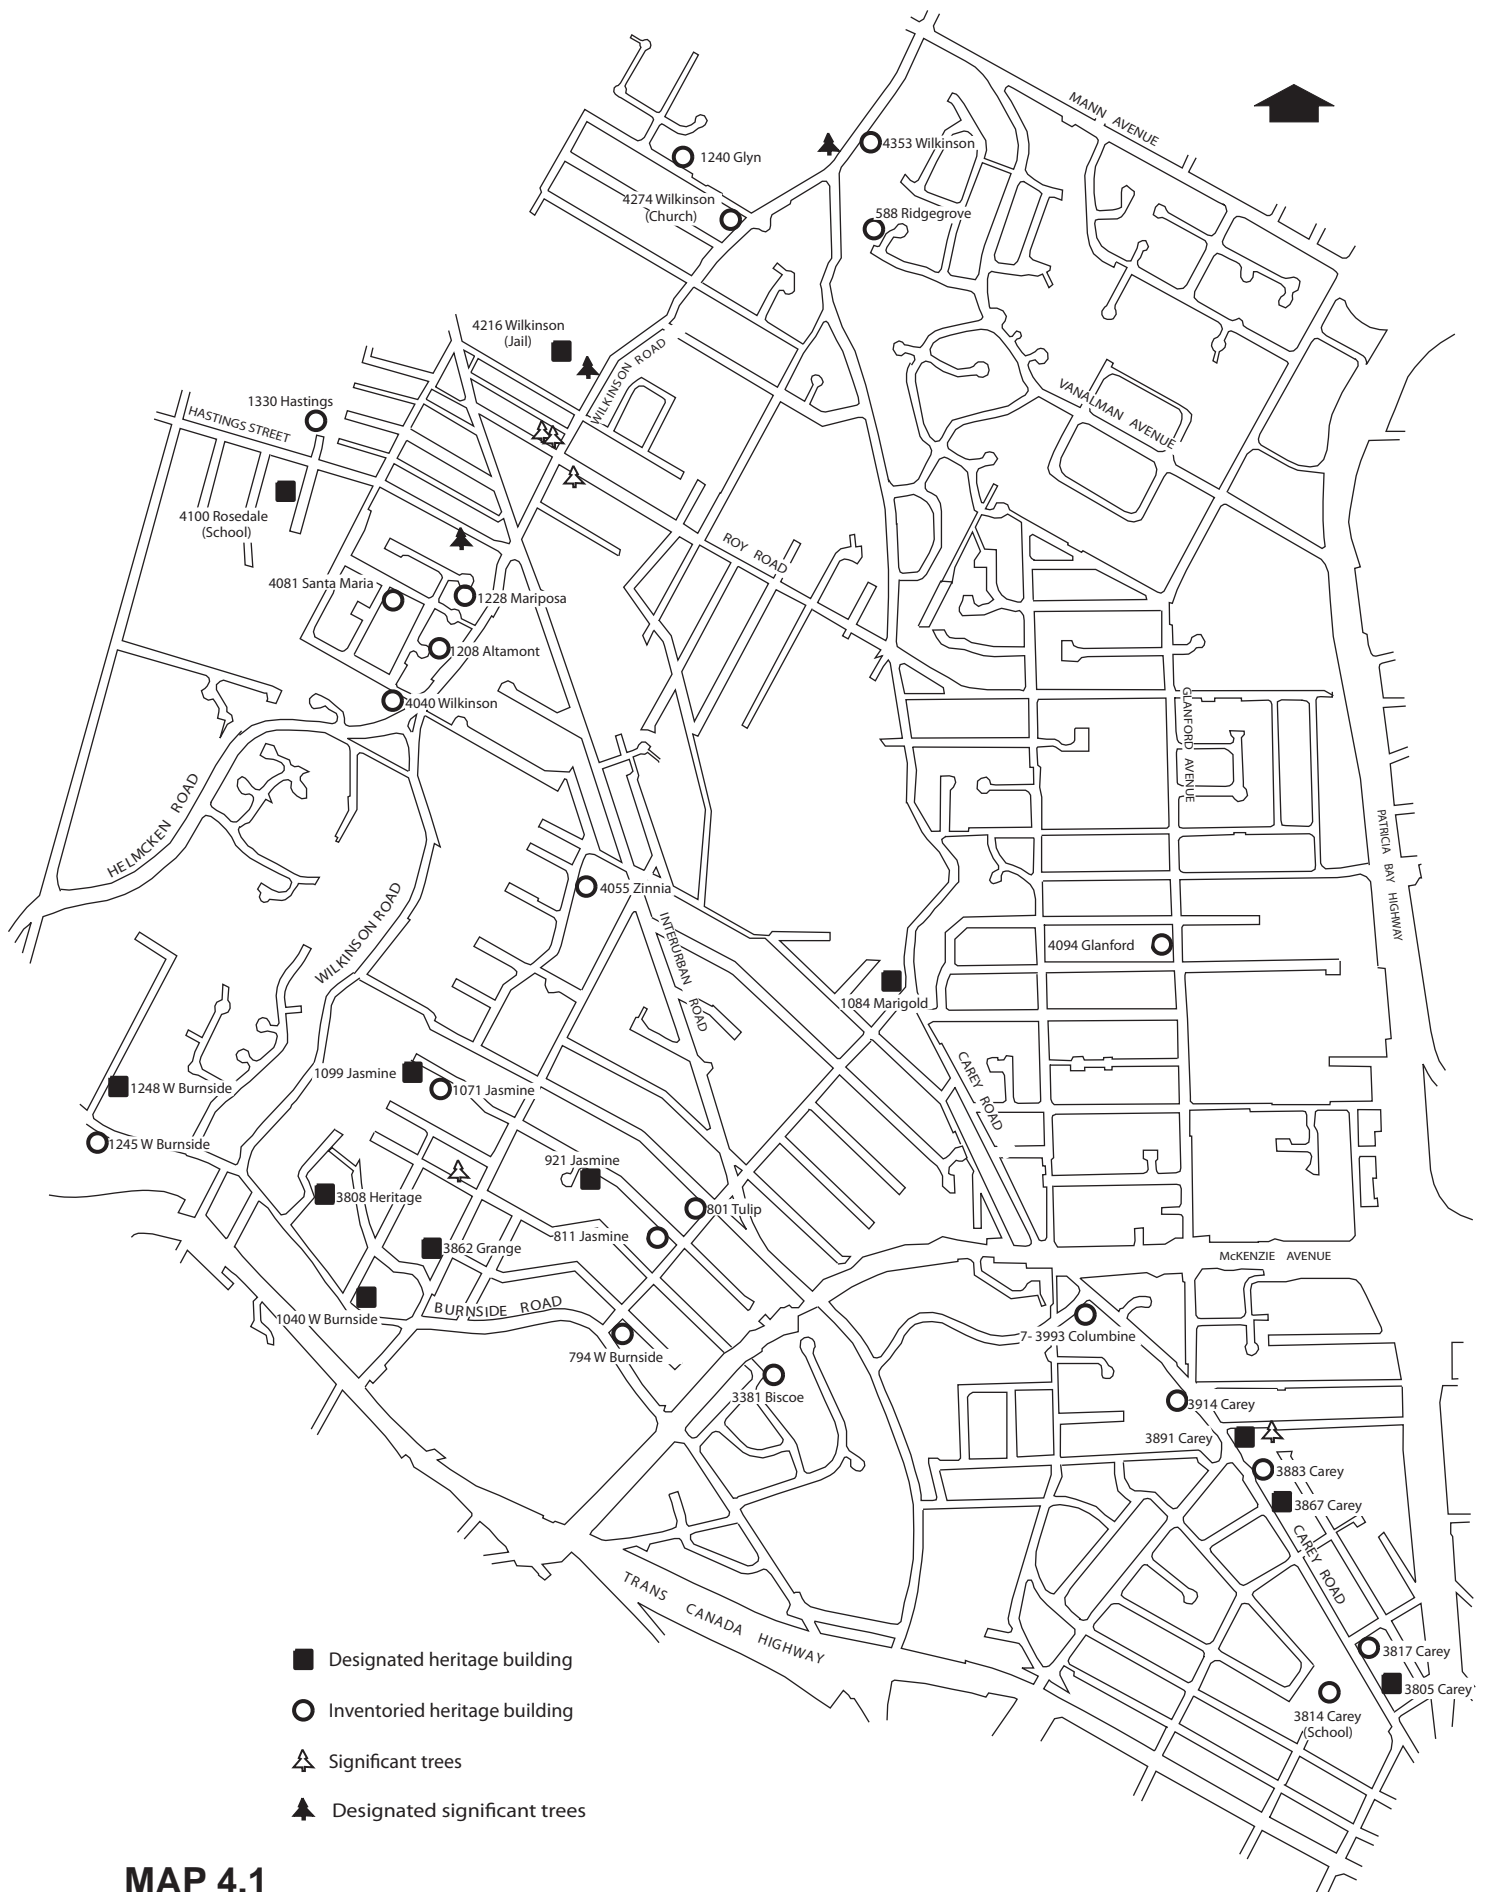 MANN AVENUE
4353 Wilkinson
1240 Glyn
4274 Wilkinson
(Church)
588 Ridgegrove
4216 Wilkinson
(Jail)
WILKINSON ROAD
VANALMAN AVENUE
1330 Hastings
HASTINGS STREET
4100 Rosedale
(School)
ROY ROAD
4081 Santa Maria
1228 Mariposa
1208 Altamont
4040 Wilkinson
GLANFORD AVENUE
HELMCKEN ROAD
PATRICIA BAY HIGHWAY
4055 Zinnia
WILKINSON ROAD
INTERURBAN ROAD
4094 Glanford
1084 Marigold
CAREY ROAD
1099 Jasmine
1071 Jasmine
1248 W Burnside
1245 W Burnside
921 Jasmine
3808 Heritage
801 Tulip
811 Jasmine
3862 Grange
McKENZIE AVENUE
BURNSIDE ROAD
1040 W Burnside
7- 3993 Columbine
794 W Burnside
3381 Biscoe
3914 Carey
3891 Carey
3883 Carey
3867 Carey
CAREY ROAD
TRANS CANADA HIGHWAY
3817 Carey
3805 Carey
3814 Carey
(School)
Designated heritage building
Inventoried heritage building
Significant trees
Designated significant trees
MAP 4.1